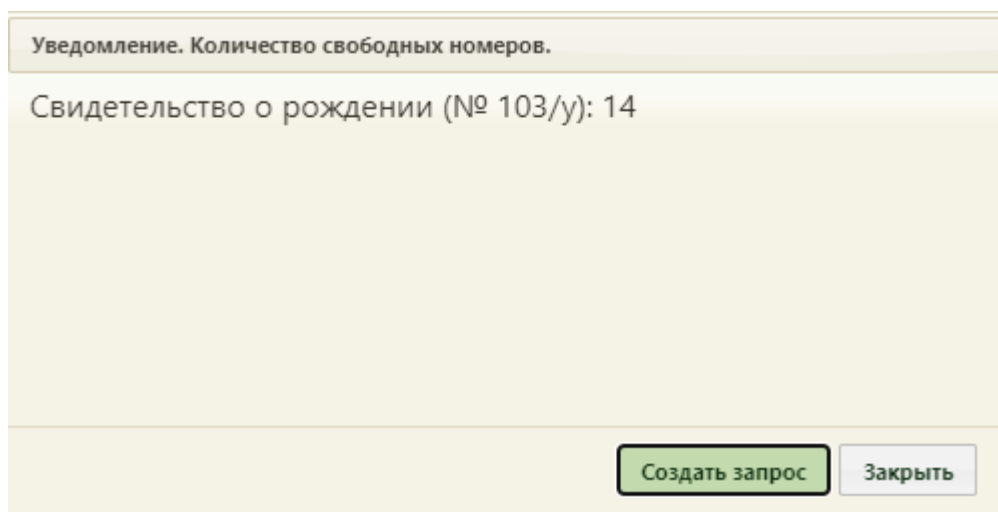 Уведомление. Количество свободных номеров.
Свидетельство о рождении (№ 103/у): 14
Создать запрос Закрыть